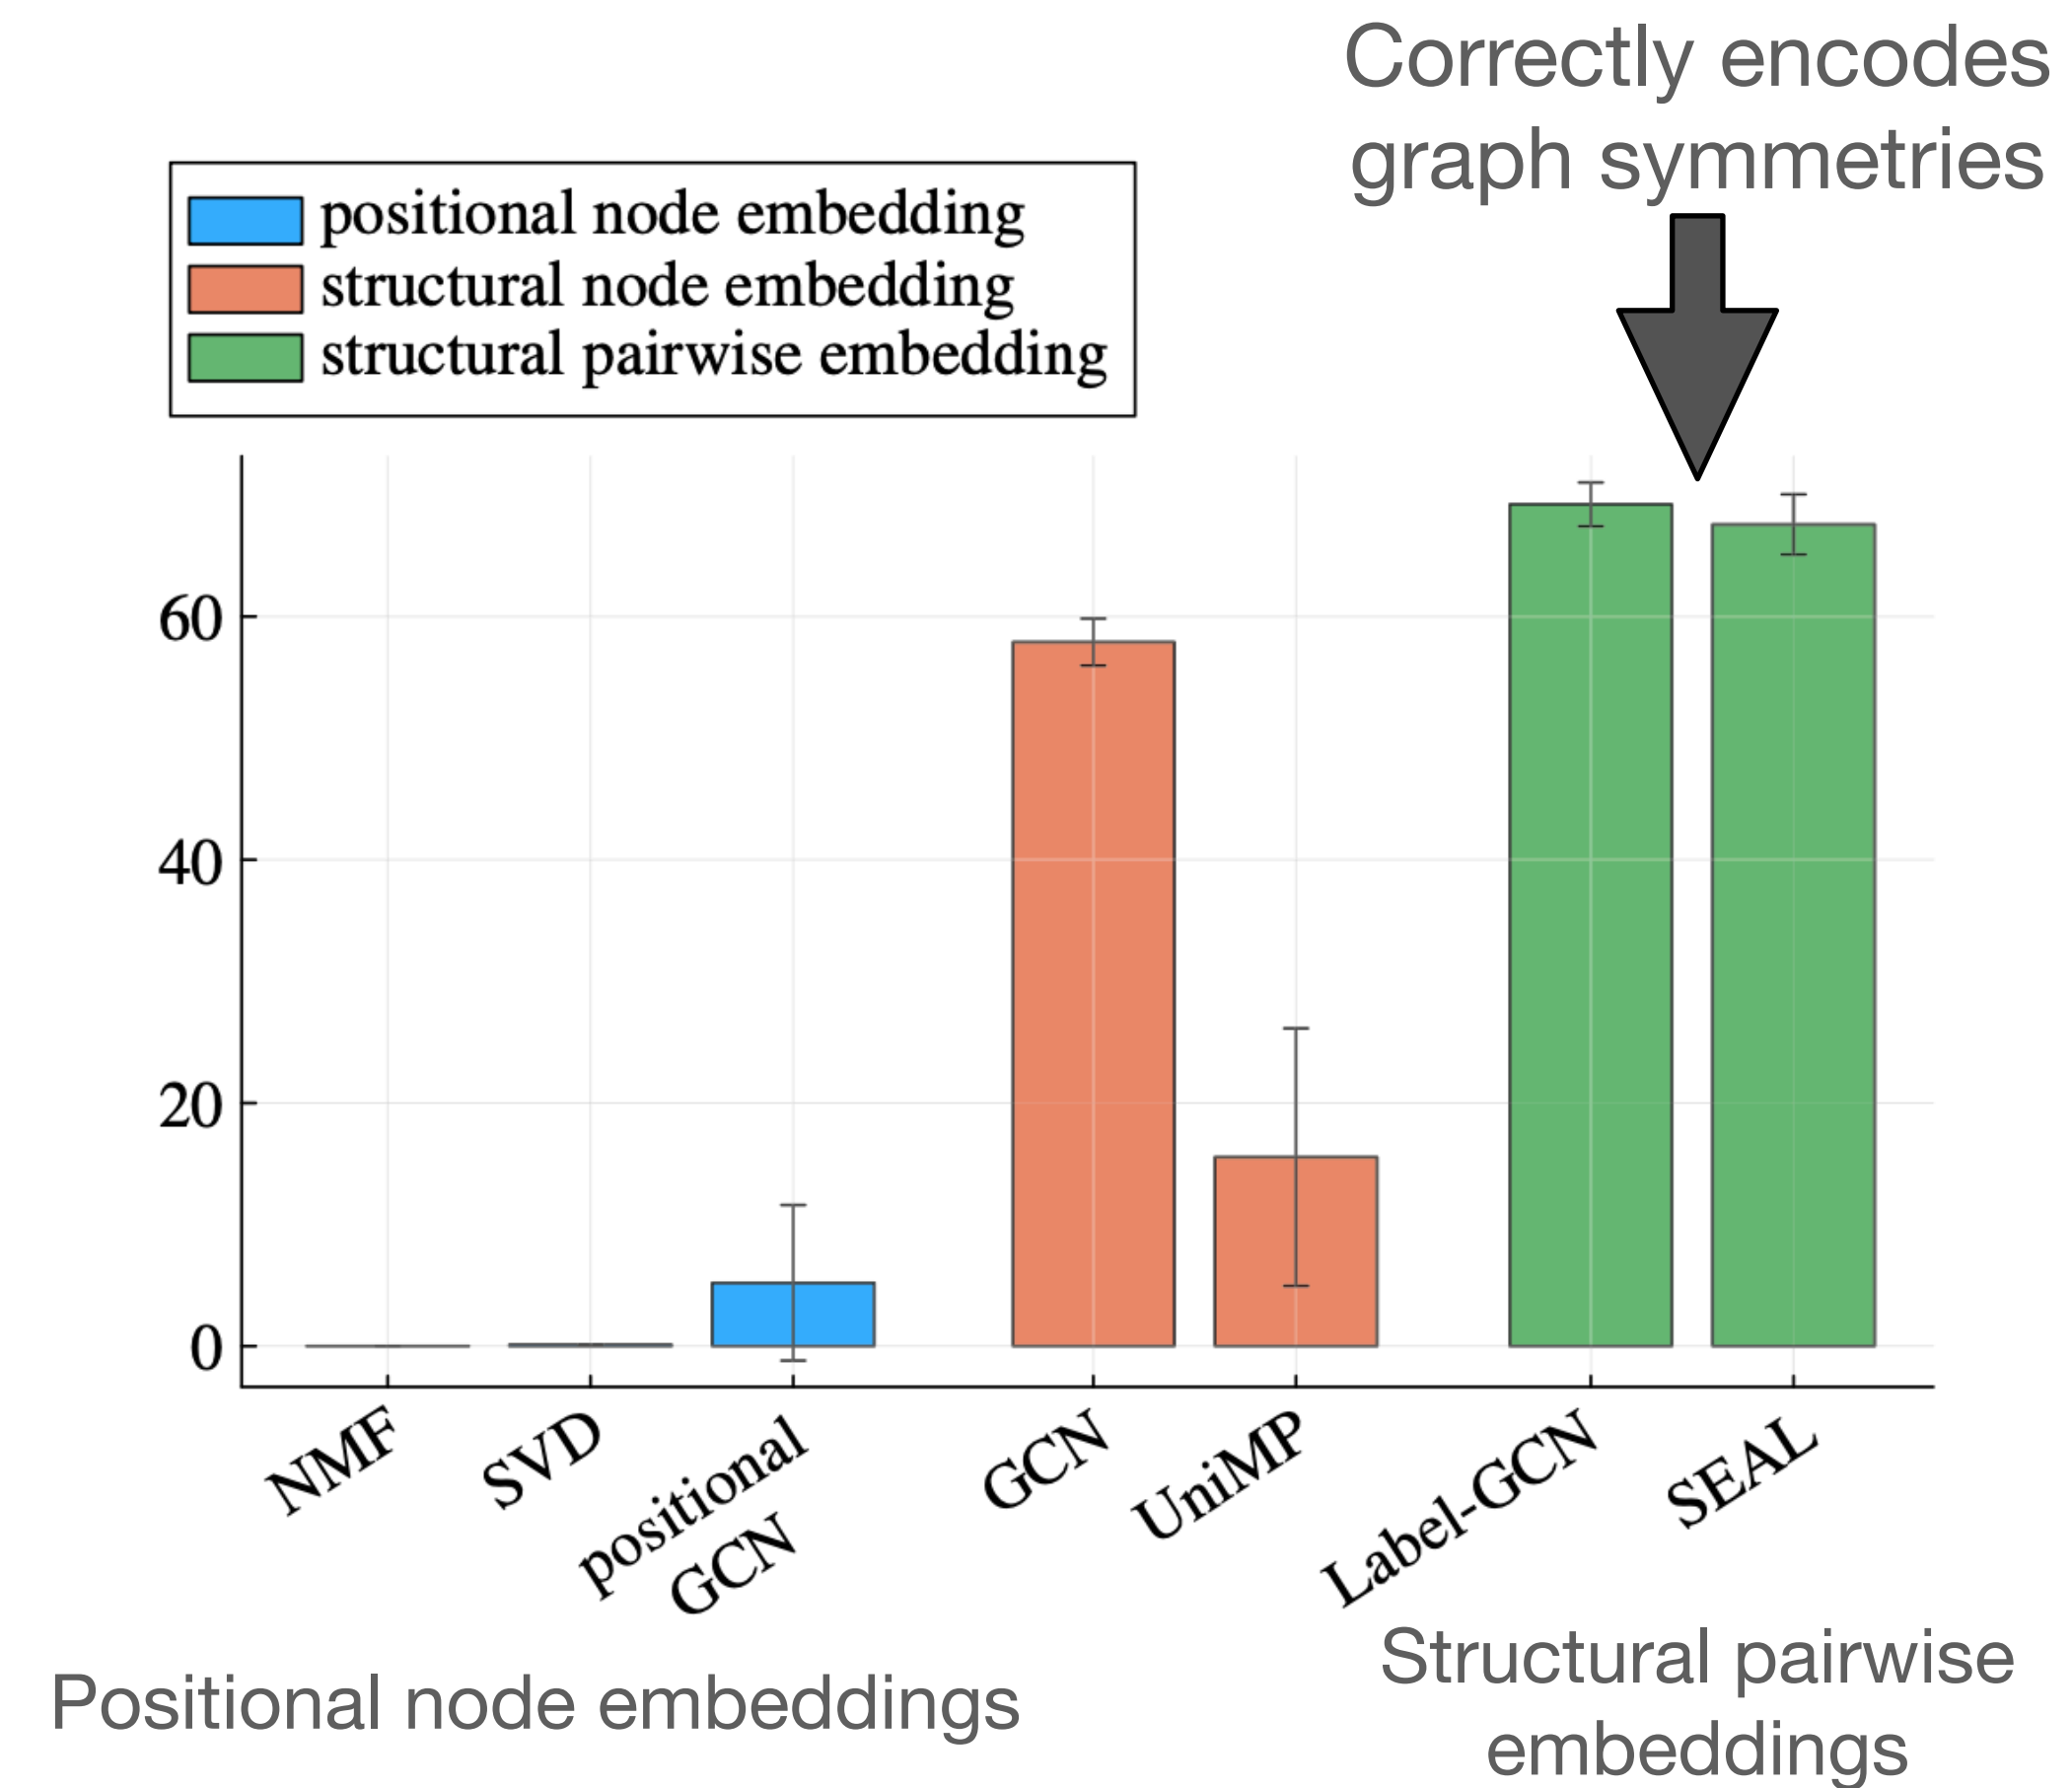 Correctly encodes
graph symmetries
positional node embedding
structural node embedding
structural pairwise embedding
60
40
20
0
NMF
SVD
positional
GCN
GCN
UniMP
Label-GCN
SEAL
Positional node embeddings
Structural pairwise
embeddings